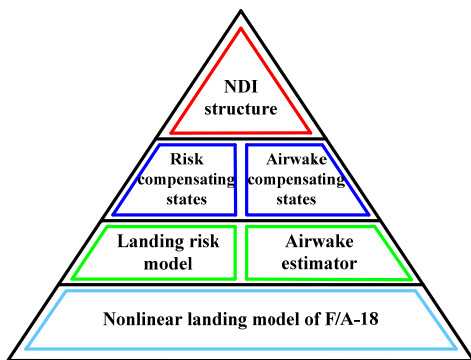 NDI
structure
Risk
compensating
states
Airwake
compensating
states
Landing risk
model
Airwake
estimator
Nonlinear landing model of F/A-18